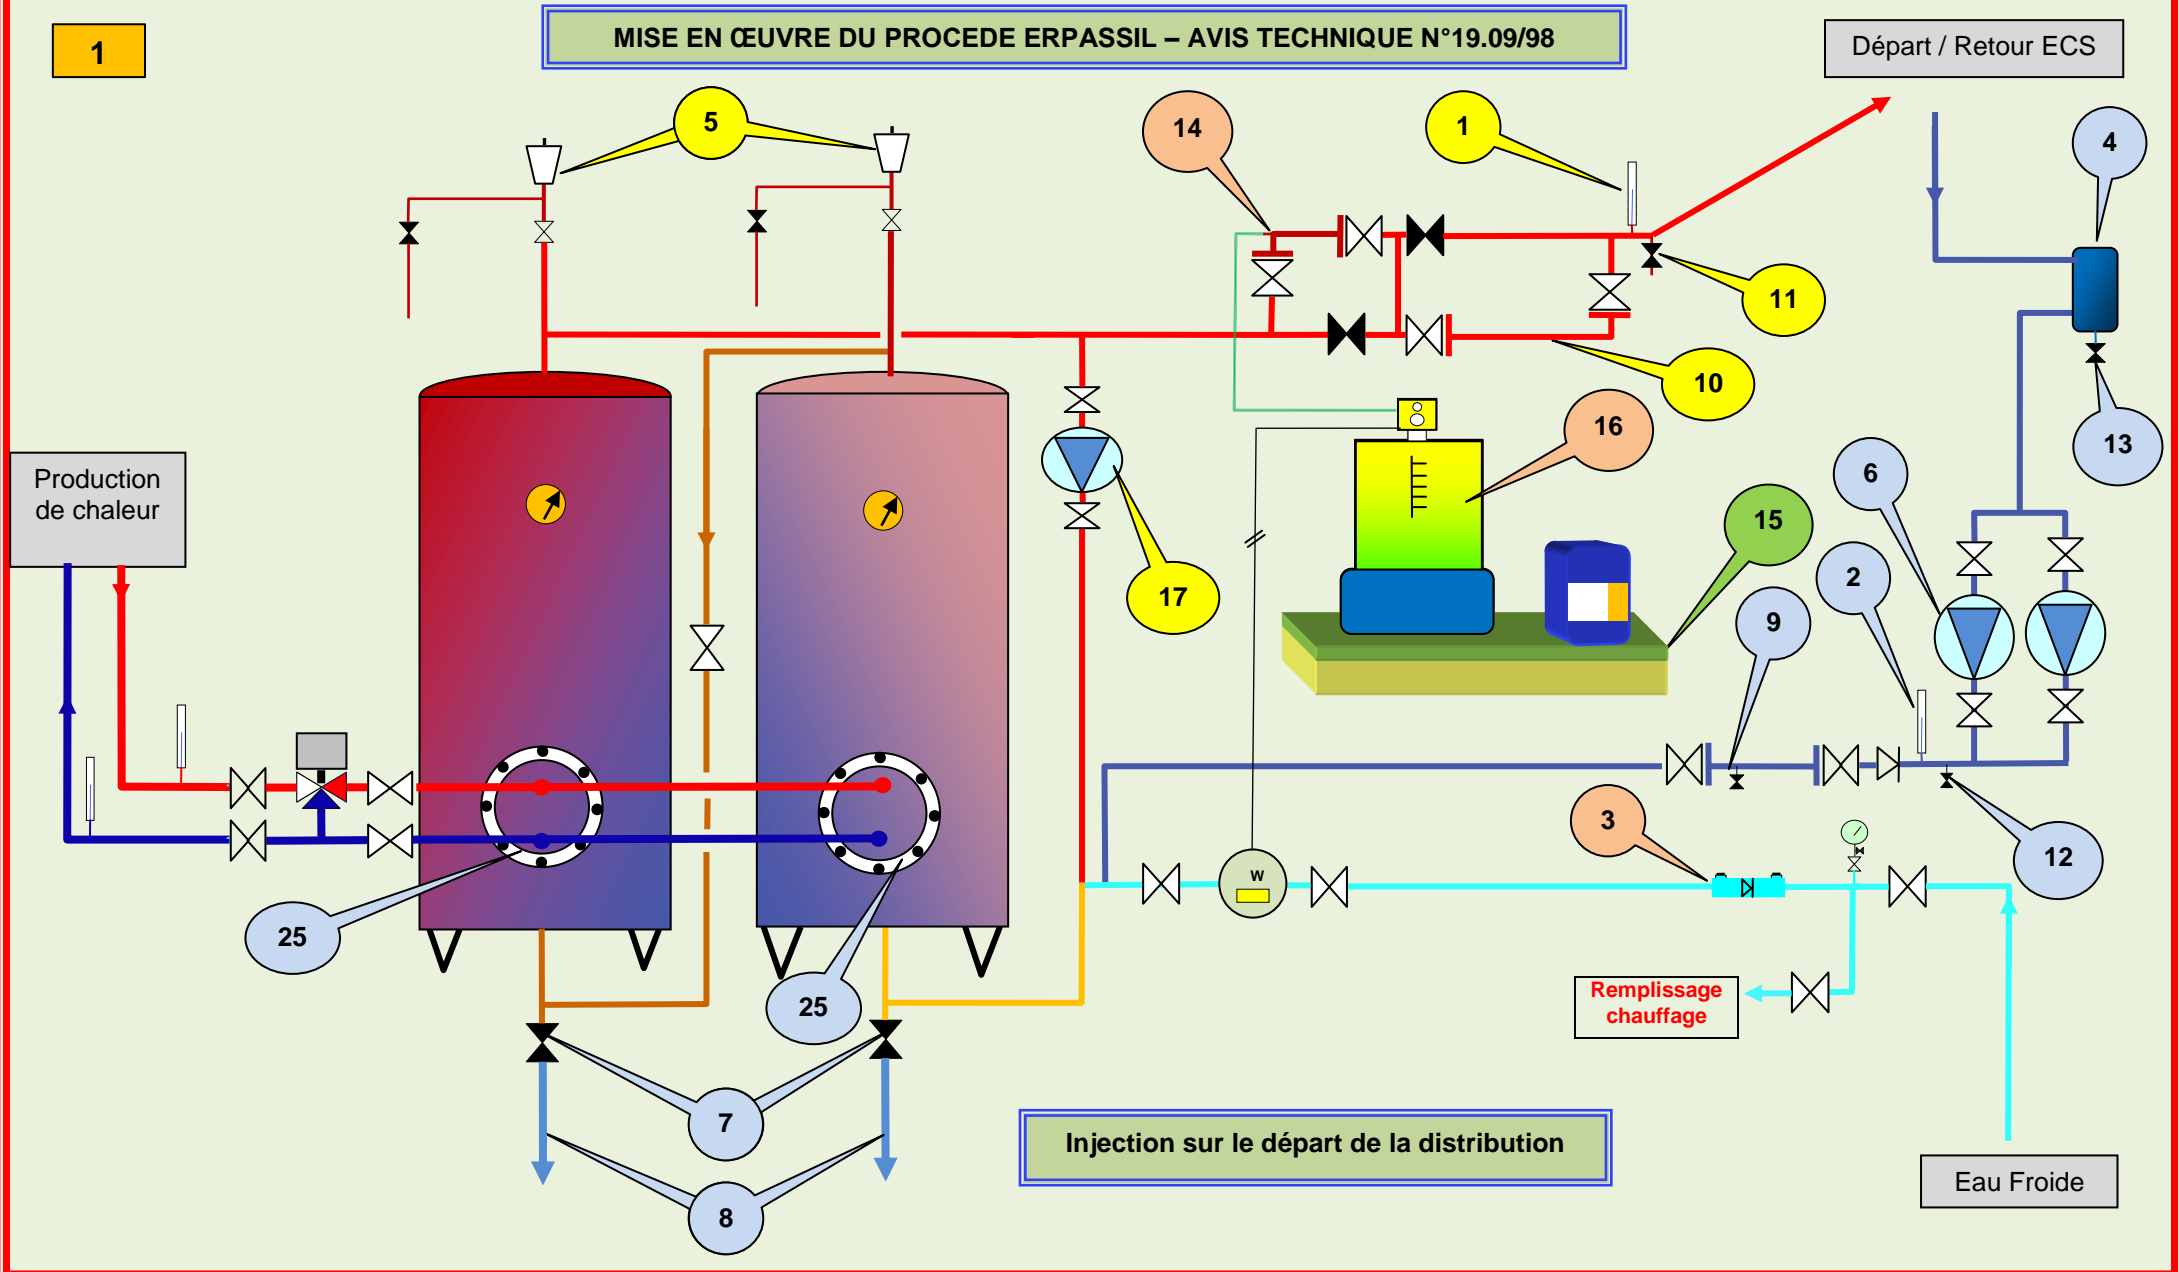 1
MISE EN ŒUVRE DU PROCEDE ERPASSIL – AVIS TECHNIQUE N°19.09/98
Départ / Retour ECS
5
14
1
4
11
10
16
13
6
15
2
17
9
Production
de chaleur
3
12
W
25
25
Remplissage
chauffage
7
Injection sur le départ de la distribution
Eau Froide
8